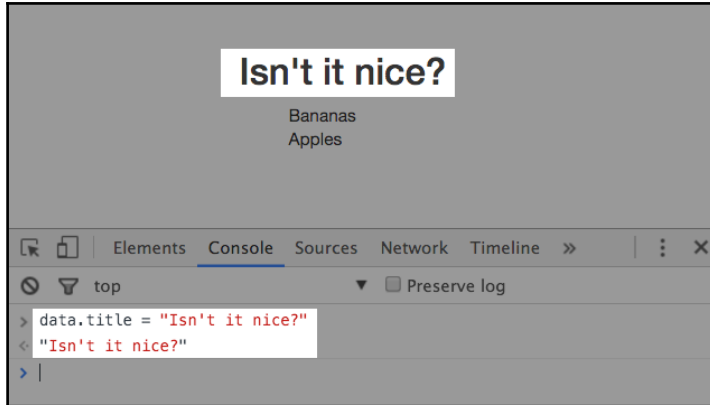 Isn't it nice?
Bananas
Apples
Elements Console Sources Network Timeline »
top ▼ Preserve log
> data.title = "Isn't it nice?"
<· "Isn't it nice?"
>